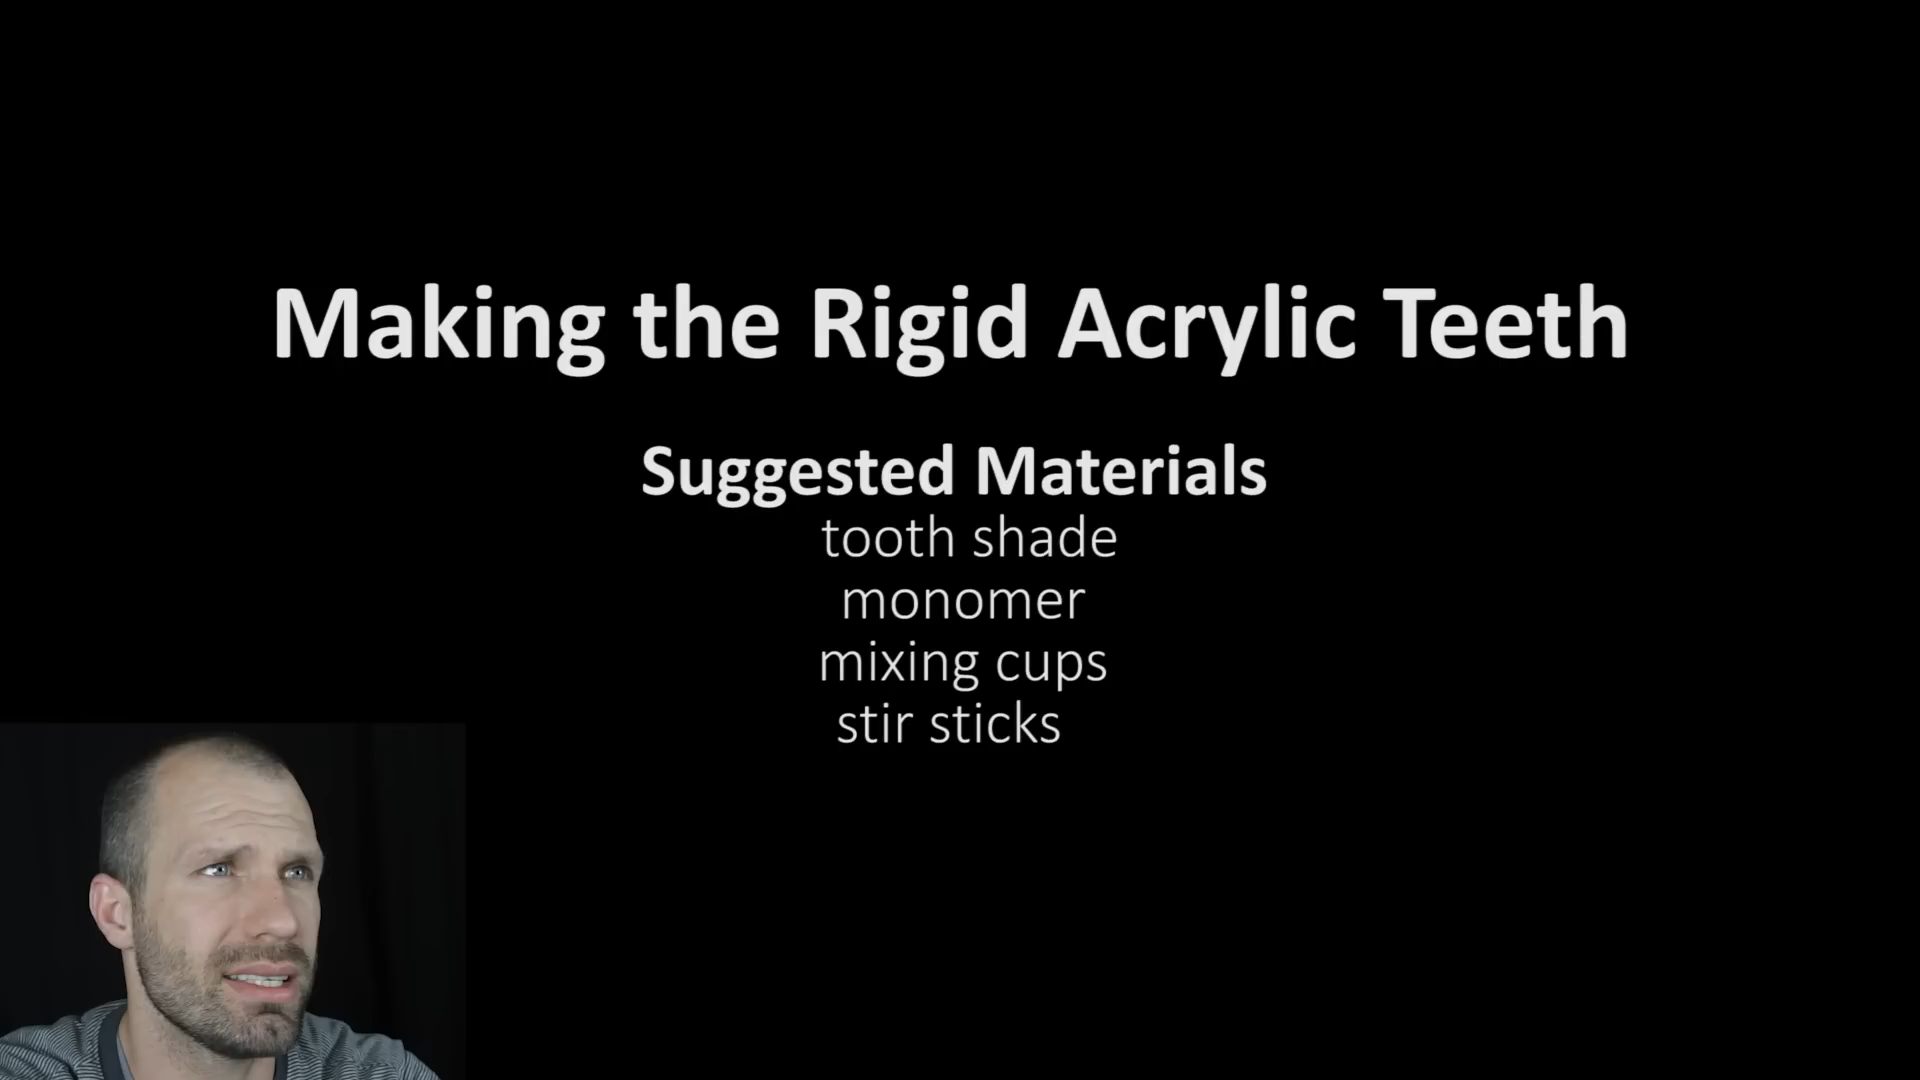 Making the Rigid Acrylic Teeth
Suggested Materials
tooth shade
monomer
mixing cups
stir sticks